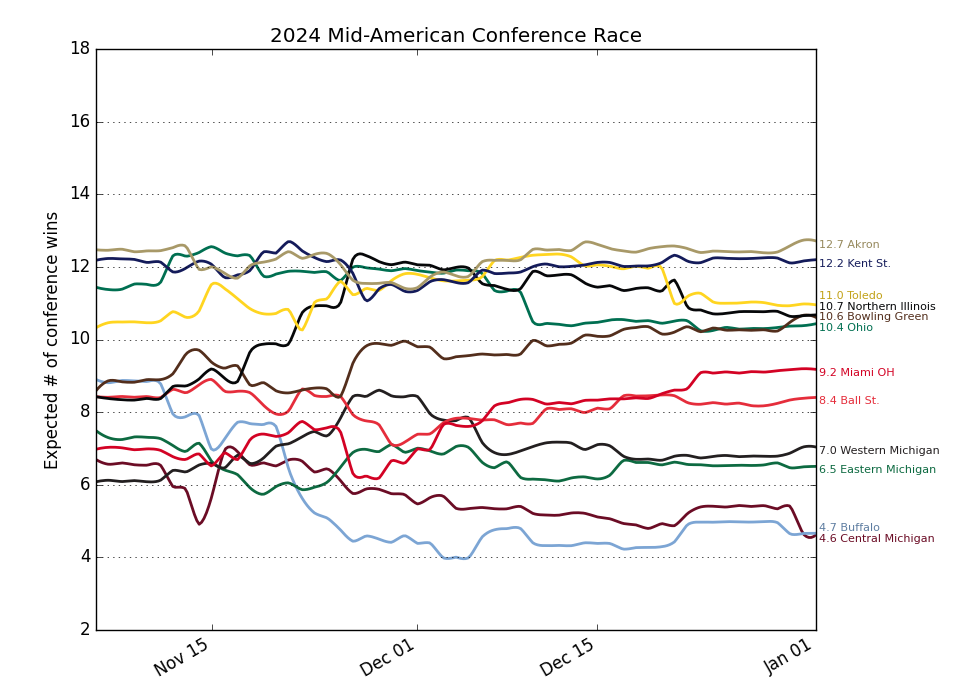 2024 Mid-American Conference Race
Expected # of conference wins
18
16
14
12
10
8
6
4
2
12.7 Akron
12.2 Kent St.
11.0 Toledo
10.7 Northern Illinois
10.6 Bowling Green
10.4 Ohio
9.2 Miami OH
8.4 Ball St.
7.0 Western Michigan
6.5 Eastern Michigan
4.7 Buffalo
4.6 Central Michigan
Nov 15
Dec 01
Dec 15
Jan 01